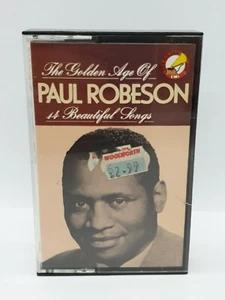 The Golden Age Of
PAUL ROBESON
14 Beautiful Songs
WOOLWORTH
£2.99